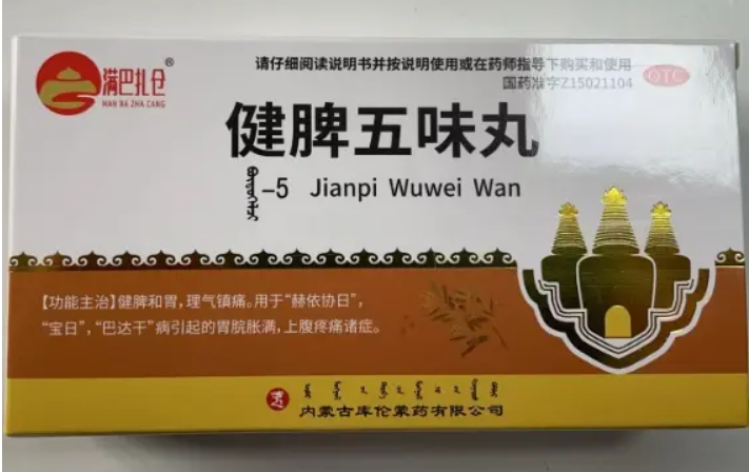 满巴扎仓®
MAN BA ZHA CANG
请仔细阅读说明书并按说明使用或在药师指导下购买和使用
国药准字Z15021104
OTC
健脾五味丸
-5 Jianpi Wuwei Wan
【功能主治】健脾和胃，理气镇痛。用于“赫依协日”，
“宝日”，“巴达干”病引起的胃脘胀满，上腹疼痛诸症。
内蒙古库伦蒙药有限公司